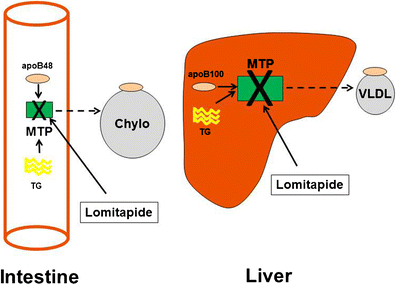 apoB48
MTP
TG
Chylo
Lomitapide
Intestine
apoB100
MTP
TG
VLDL
Lomitapide
Liver